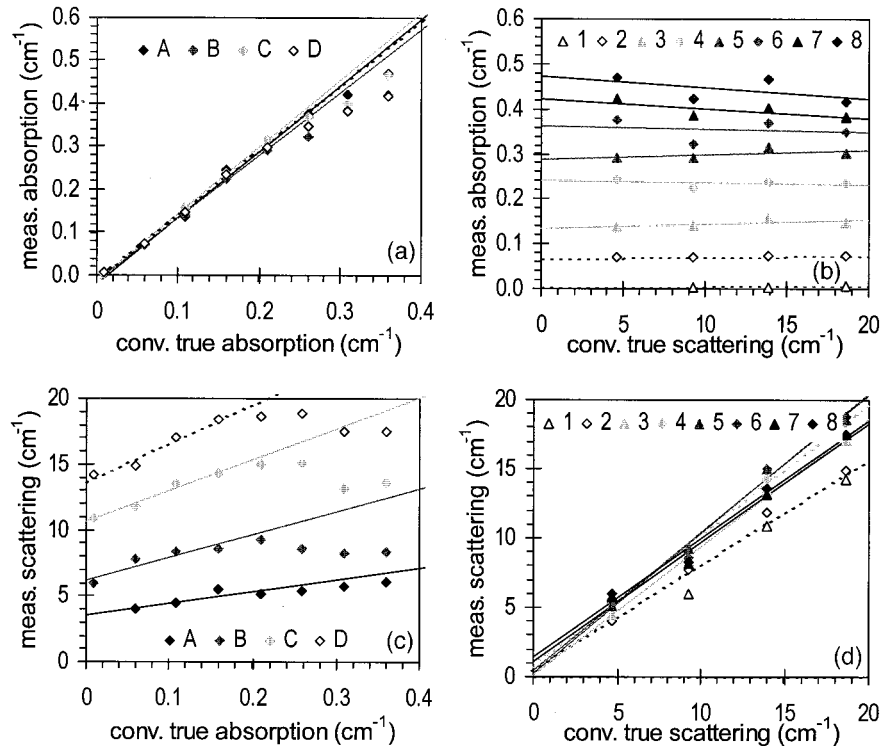 0.6
0.5
0.4
0.3
0.2
0.1
0.0
meas. absorption (cm-1)
A B C D
(a)
0.0 0.1 0.2 0.3 0.4
conv. true absorption (cm-1)
0.6
0.5
0.4
0.3
0.2
0.1
0.0
meas. absorption (cm-1)
1 2 3 4 5 6 7 8
(b)
0 5 10 15 20
conv. true scattering (cm-1)
20
15
10
5
0
meas. scattering (cm-1)
A B C D
(c)
0.0 0.1 0.2 0.3 0.4
conv. true absorption (cm-1)
20
15
10
5
0
meas. scattering (cm-1)
1 2 3 4 5 6 7 8
(d)
0 5 10 15 20
conv. true scattering (cm-1)